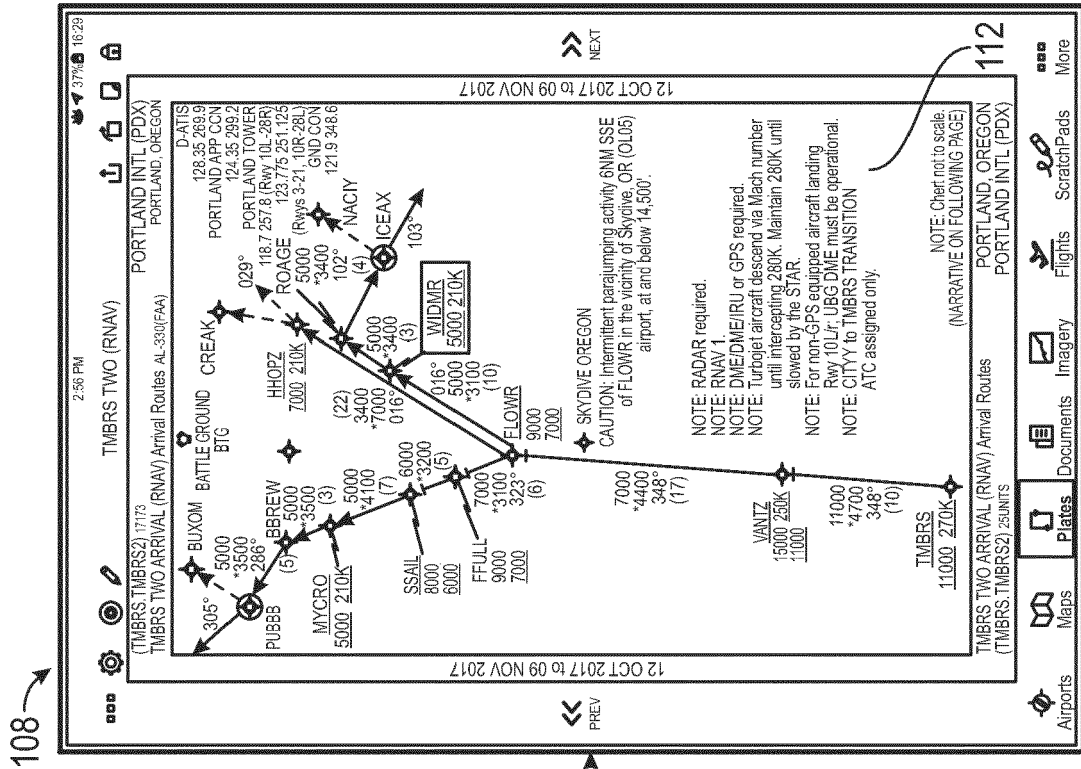 108
2:56 PM
37% 16:29
TMBRS TWO (RNAV)
(TMBRS.TMBRS2) 17173
PORTLAND INTL (PDX)
TMBRS TWO ARRIVAL (RNAV) Arrival Routes AL-330(FAA)
PORTLAND, OREGON
12 OCT 2017 to 09 NOV 2017
PREV
BUXOM
BATTLE GROUND
BTG
CREAK
029°
D-ATIS
128.35 269.9
PORTLAND APP CCN
124.35 299.2
PORTLAND TOWER
118.7 257.8 (Rwy 10L-28R)
123.775 251.125
(Rwys 3-21, 10R-28L)
GND CON
121.9 348.6
305°
5000
*3500
286°
(5)
PUBBB
BBREW
5000
*3500
(3)
HHOPZ
7000 210K
ROAGE
5000
*3400
102°
(4)
NACIY
ICEAX
103°
MYCRO
5000 210K
5000
*4100
(7)
(22)
3400
*7000
016°
5000
*3400
(3)
WIDMR
5000 210K
SSAIL
8000
6000
6000
*3200
(5)
016°
5000
*3100
(10)
FFULL
9000
7000
7000
*3100
323°
(6)
FLOWR
9000
7000
SKYDIVE OREGON
CAUTION: Intermittent parajumping activity 6NM SSE
of FLOWR in the vicinity of Skydive, OR (OL05)
airport, at and below 14,500'.
7000
*4400
348°
(17)
NOTE: RADAR required.
NOTE: RNAV 1.
NOTE: DME/DME/IRU or GPS required.
NOTE: Turbojet aircraft descend via Mach number
until intercepting 280K. Maintain 280K until
slowed by the STAR.
NOTE: For non-GPS equipped aircraft landing
Rwy 10L/r: UBG DME must be operational.
NOTE: CITYY to TMBRS TRANSITION
ATC assigned only.
VANTZ
15000 250K
11000
11000
*4700
348°
(10)
TMBRS
11000 270K
NOTE: Chert not to scale.
(NARRATIVE ON FOLLOWING PAGE)
12 OCT 2017 to 09 NOV 2017
NEXT
TMBRS TWO ARRIVAL (RNAV) Arrival Routes
PORTLAND, OREGON
(TMBRS.TMBRS2) 25UNITS
PORTLAND INTL (PDX)
112
Airports
Maps
Plates
Documents
Imagery
Flights
ScratchPads
More